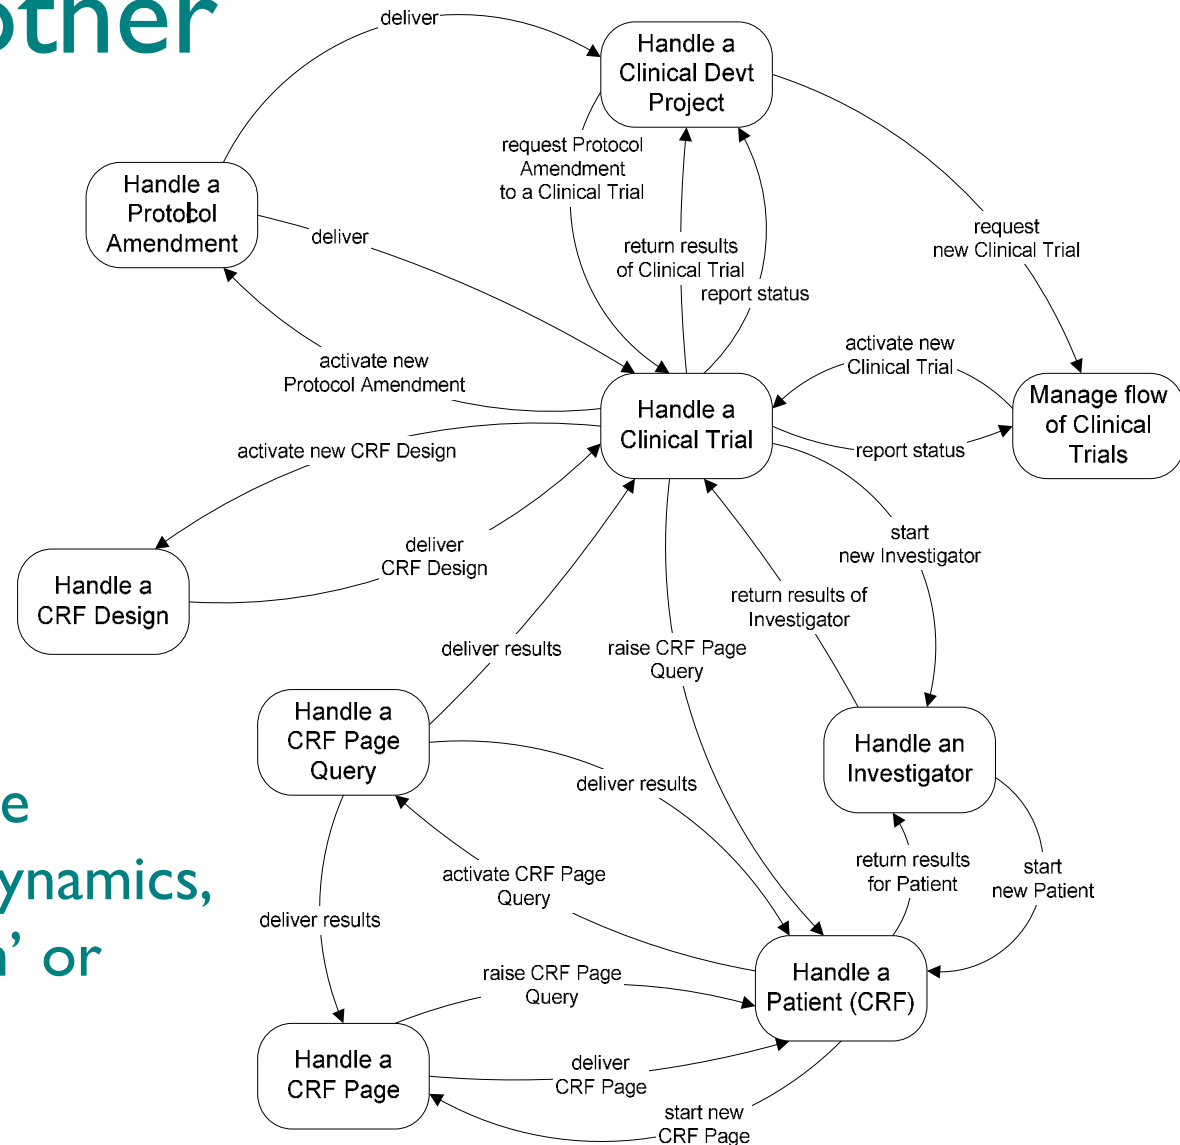 other
deliver
Handle a
Clinical Devt
Project
request Protocol
Amendment
to a Clinical Trial
Handle a
Protocol
Amendment
deliver
return results
of Clinical Trial
report status
request
new Clinical Trial
activate new
Protocol Amendment
activate new
Clinical Trial
Handle a
Clinical Trial
Manage flow
of Clinical
Trials
report status
activate new CRF Design
deliver
CRF Design
start
new Investigator
Handle a
CRF Design
return results of
Investigator
deliver results
raise CRF Page
Query
Handle a
CRF Page
Query
Handle an
Investigator
deliver results
e
ynamics,
n’ or
activate CRF Page
Query
return results
for Patient
start
new Patient
deliver results
raise CRF Page
Query
Handle a
Patient (CRF)
Handle a
CRF Page
deliver
CRF Page
start new
CRF Page